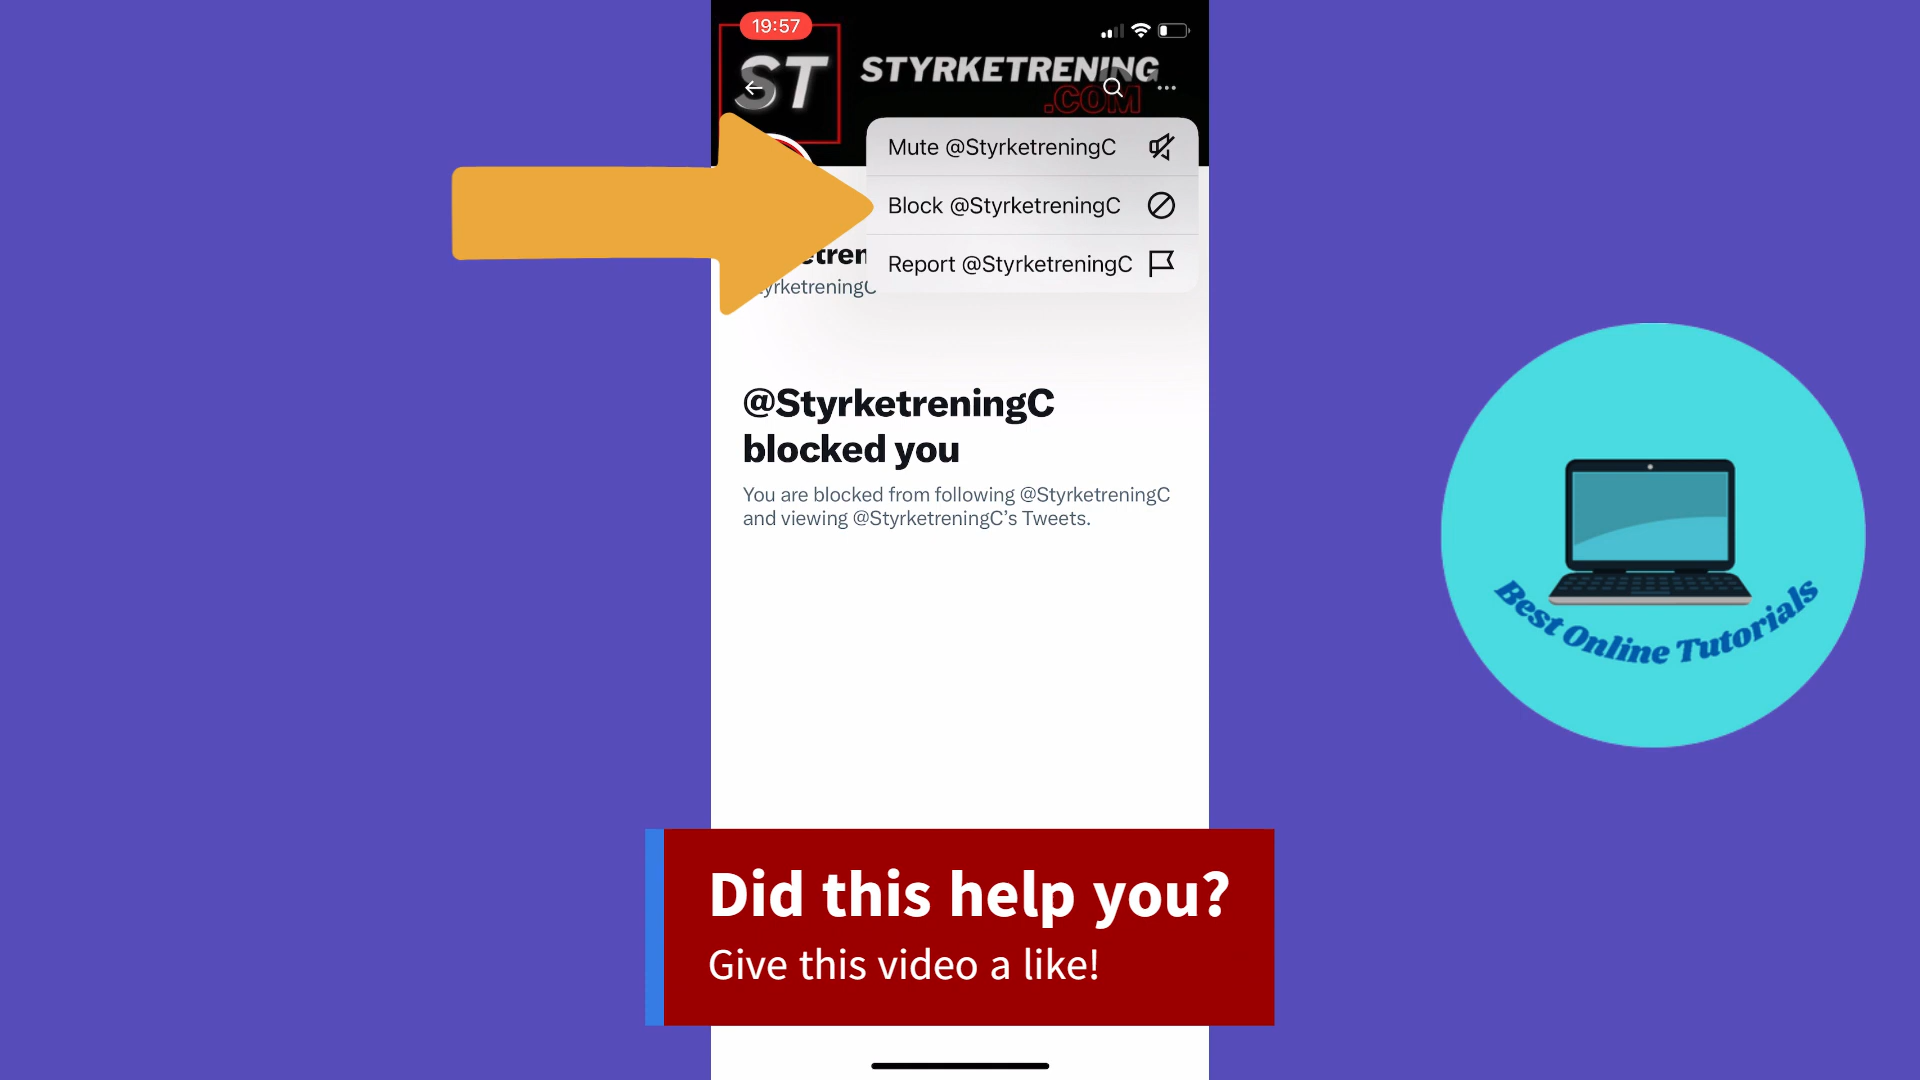 19:57
ST
STYRKETRENING
.COM
Mute @StyrketreningC
Block @StyrketreningC
Report @StyrketreningC
@StyrketreningC
blocked you
You are blocked from following @StyrketreningC
and viewing @StyrketreningC’s Tweets.
Best Online Tutorials
Did this help you?
Give this video a like!